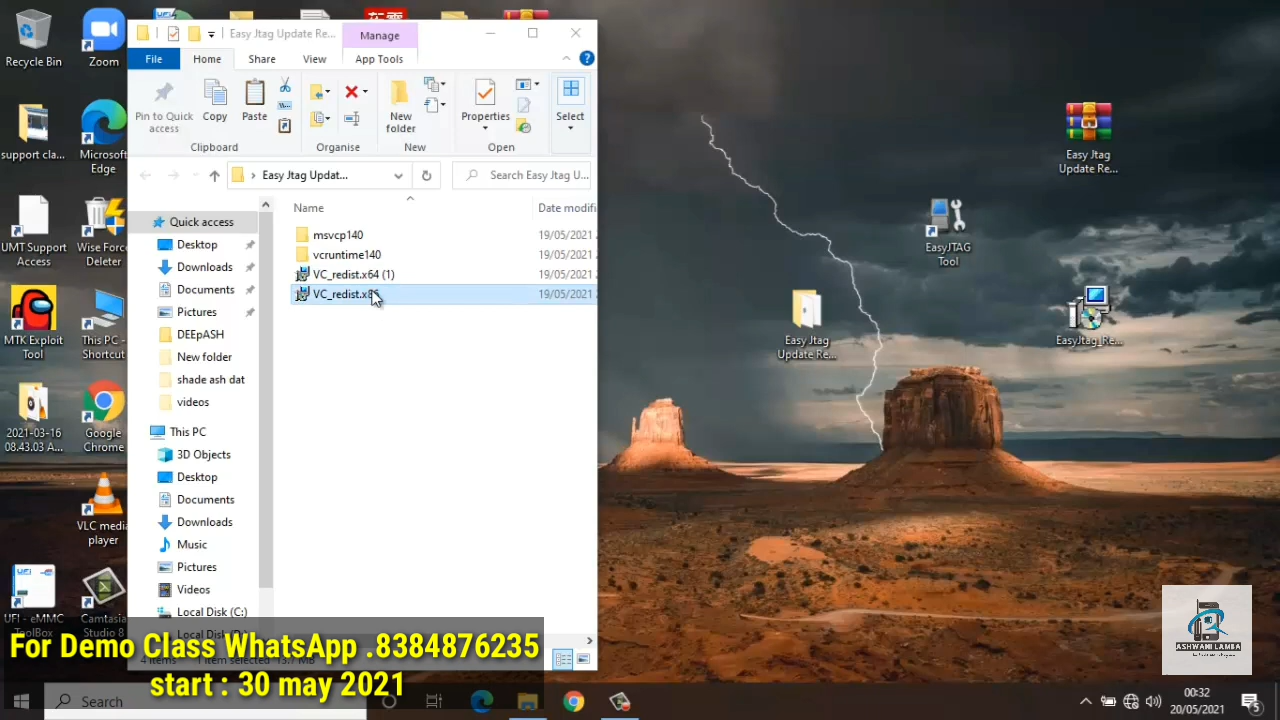 Recycle Bin
Zoom
support cla...
Microsoft
Edge
UMT Support
Access
Wise Force
Deleter
MTK Exploit
Tool
This PC -
Shortcut
2021-03-16
08.43.03 A...
Google
Chrome
VLC media
player
UFI - eMMC
ToolBox
Camtasia
Studio 8
Easy Jtag Update Re...
Manage
File
Home
Share
View
App Tools
Pin to Quick
access
Copy
Paste
New
folder
Properties
Select
Clipboard
Organise
New
Open
Easy Jtag Updat...
Search Easy Jtag U...
Name
Date modifi
Quick access
Desktop
Downloads
Documents
Pictures
DEEpASH
New folder
shade ash dat
videos
This PC
3D Objects
Desktop
Documents
Downloads
Music
Pictures
Videos
Local Disk (C:)
msvcp140
19/05/2021
vcruntime140
19/05/2021
VC_redist.x64 (1)
19/05/2021
VC_redist.x86
19/05/2021
Easy Jtag
Update Re...
EasyJTAG
Tool
Easy Jtag
Update Re...
EasyJtag_Re...
For Demo Class WhatsApp .8384876235
start : 30 may 2021
ASHWANI LAMBA
Search
00:32
20/05/2021
5